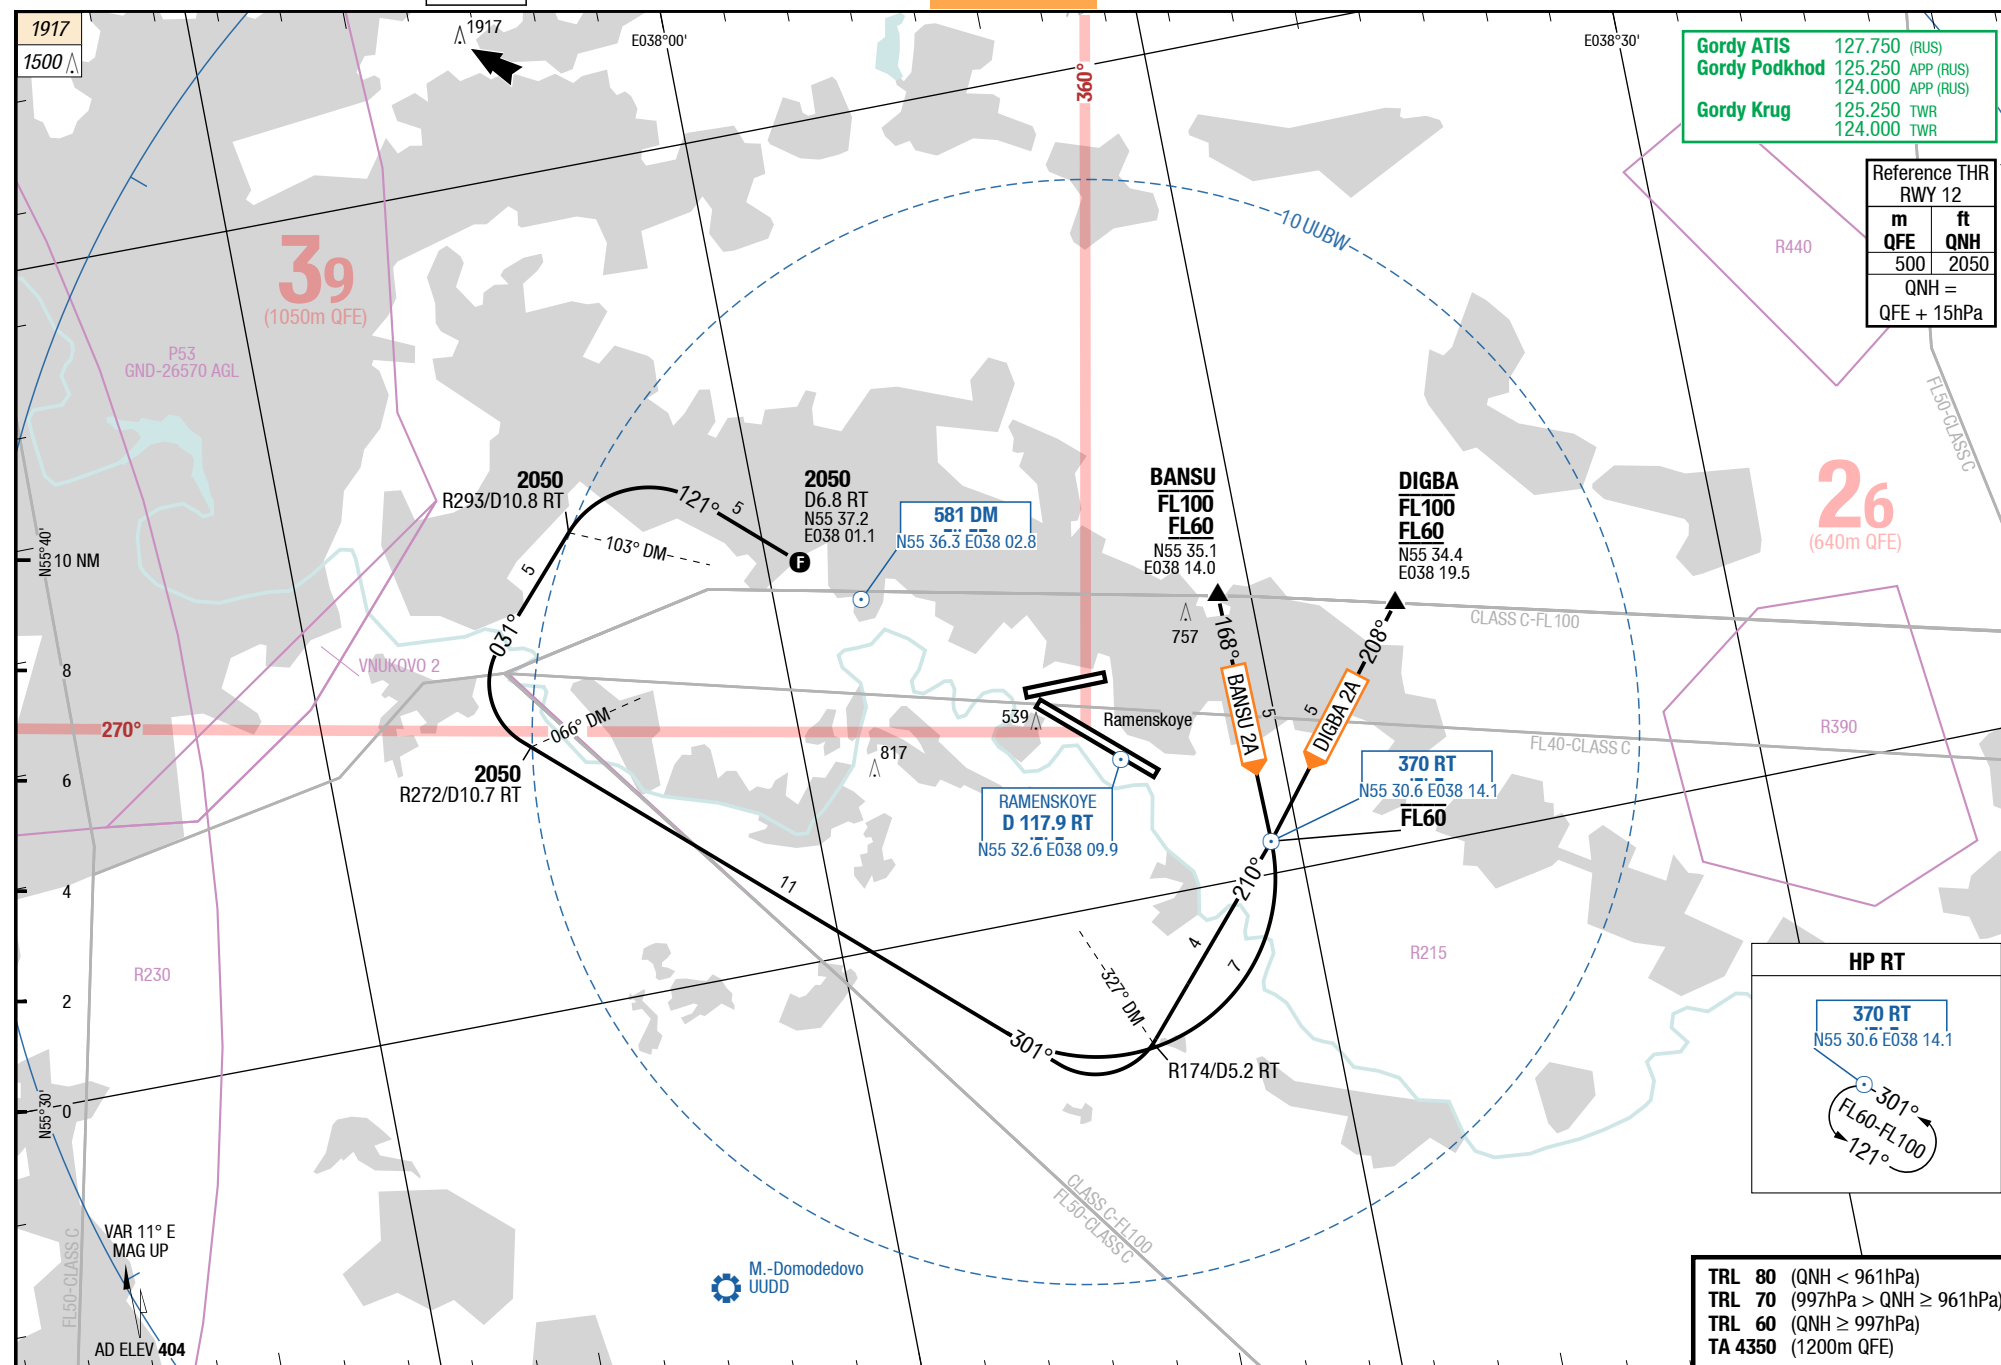 1917
1500
1917
E038°00'
E038°30'
360°
Gordy ATIS 127.750 (RUS)
Gordy Podkhod 125.250 APP (RUS)
124.000 APP (RUS)
Gordy Krug 125.250 TWR
124.000 TWR
Reference THR
RWY 12
m ft
QFE QNH
500 2050
QNH =
QFE + 15hPa
10 UUBW
R440
39
(1050m QFE)
P53
GND-26570 AGL
FL50-CLASS C
26
(640m QFE)
2050
R293/D10.8 RT
121°
5
2050
D6.8 RT
N55 37.2
E038 01.1
F
581 DM
N55 36.3 E038 02.8
BANSU
FL100
FL60
N55 35.1
E038 14.0
DIGBA
FL100
FL60
N55 34.4
E038 19.5
N55°40'
10 NM
103° DM
5
031°
757
168°
208°
CLASS C-FL100
8
VNUKOVO 2
066° DM
BANSU 2A
5
5
DIGBA 2A
539
Ramenskoye
270°
R390
FL40-CLASS C
817
6
2050
R272/D10.7 RT
370 RT
N55 30.6 E038 14.1
FL60
RAMENSKOYE
D 117.9 RT
N55 32.6 E038 09.9
4
11
210°
4
7
R215
R230
327° DM
2
301°
R174/D5.2 RT
HP RT
370 RT
N55 30.6 E038 14.1
301°
FL60-FL100
121°
N55°30'
0
CLASS C-FL100
FL50-CLASS C
FL50-CLASS C
VAR 11° E
MAG UP
AD ELEV 404
M.-Domodedovo
UUDD
TRL 80 (QNH < 961hPa)
TRL 70 (997hPa > QNH ≥ 961hPa)
TRL 60 (QNH ≥ 997hPa)
TA 4350 (1200m QFE)